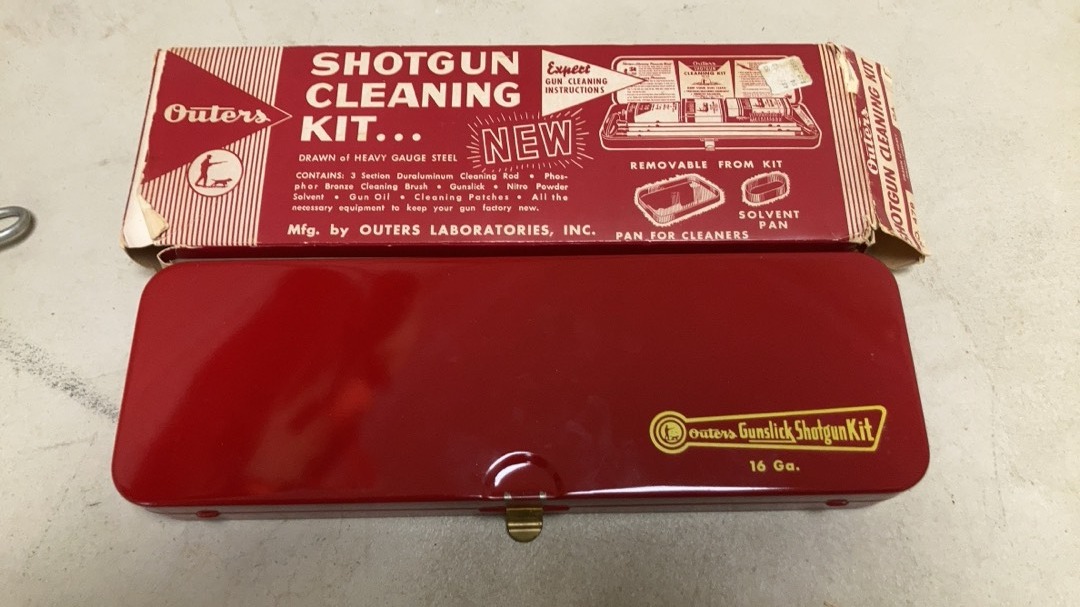 Outers
SHOTGUN
CLEANING
KIT...
NEW
DRAWN of HEAVY GAUGE STEEL
CONTAINS: 3 Section Duraluminum Cleaning Rod • Phos-
phor Bronze Cleaning Brush • Gunslick • Nitro Powder
Solvent • Gun Oil • Cleaning Patches • All the
necessary equipment to keep your gun factory new.
Mfg. by OUTERS LABORATORIES, INC.
Expert
GUN CLEANING
INSTRUCTIONS
Outers
CLEANING KIT
REMOVABLE FROM KIT
SOLVENT
PAN
PAN FOR CLEANERS
Outers
SHOTGUN CLEANING KIT
Outers Gunslick Shotgun Kit
16 Ga.